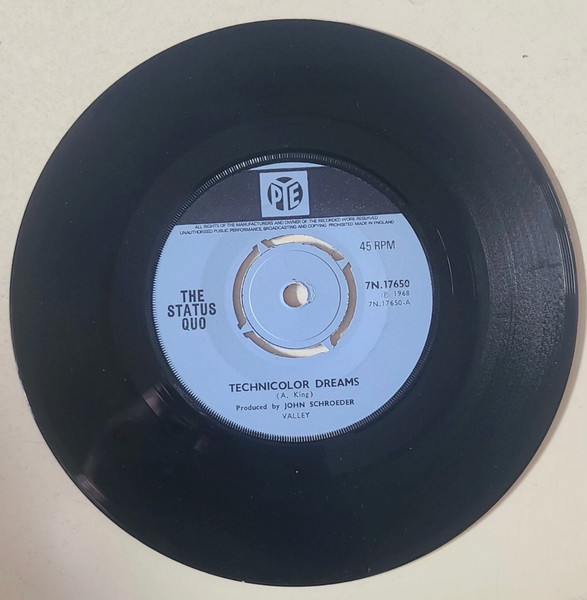 PYE
ALL RIGHTS OF THE MANUFACTURERS AND OWNER OF THE RECORDED WORK RESERVED
UNAUTHORISED PUBLIC PERFORMANCE, BROADCASTING AND COPYING PROHIBITED MADE IN ENGLAND
45 RPM
7N.17650
Ⓟ 1968
7N.17650-A
THE
STATUS
QUO
TECHNICOLOR DREAMS
(A. King)
Produced by JOHN SCHROEDER
VALLEY